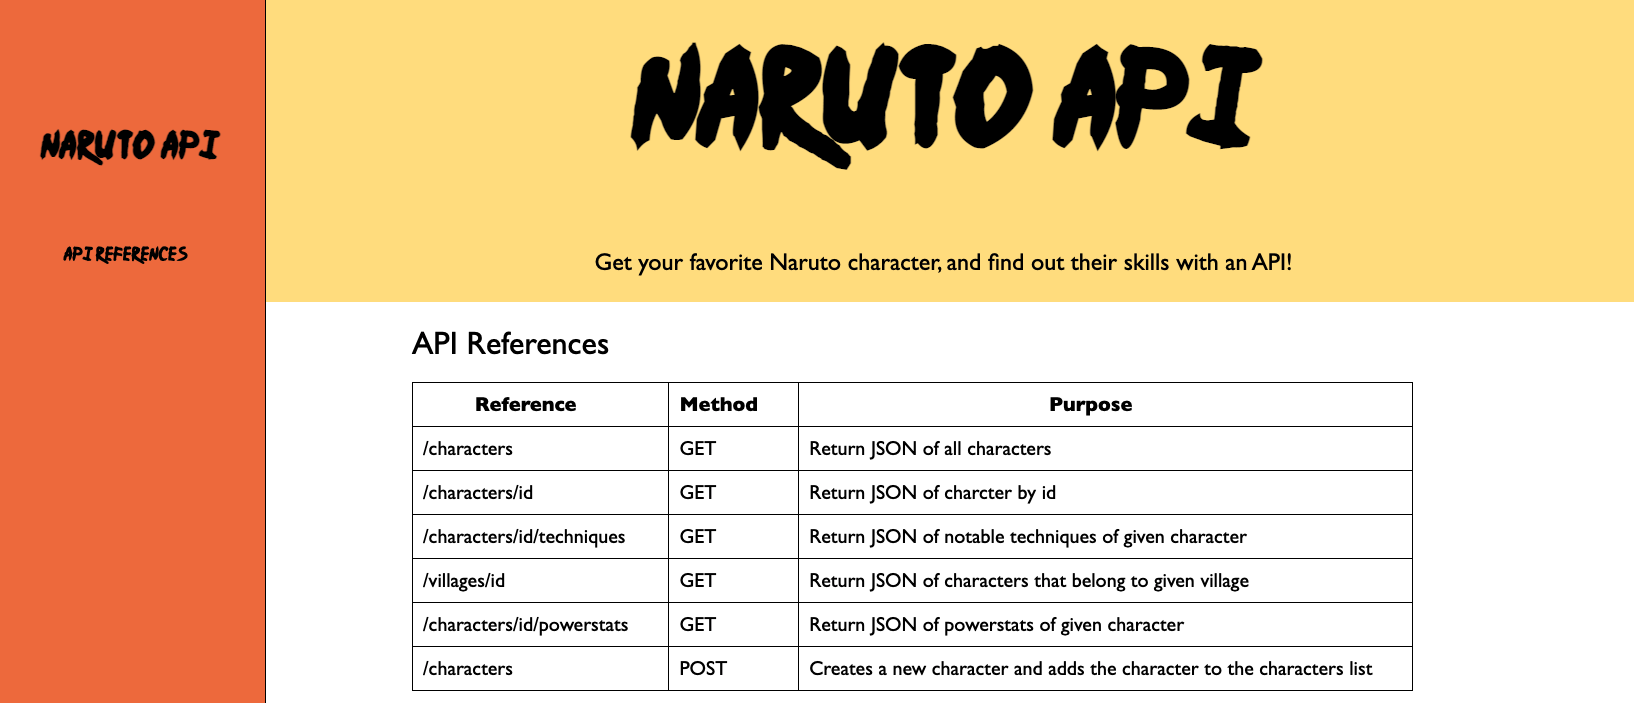 NARUTO API
API REFERENCES
NARUTO API
Get your favorite Naruto character, and find out their skills with an API!
API References
Reference Method Purpose
/characters GET Return JSON of all characters
/characters/id GET Return JSON of charcter by id
/characters/id/techniques GET Return JSON of notable techniques of given character
/villages/id GET Return JSON of characters that belong to given village
/characters/id/powerstats GET Return JSON of powerstats of given character
/characters POST Creates a new character and adds the character to the characters list